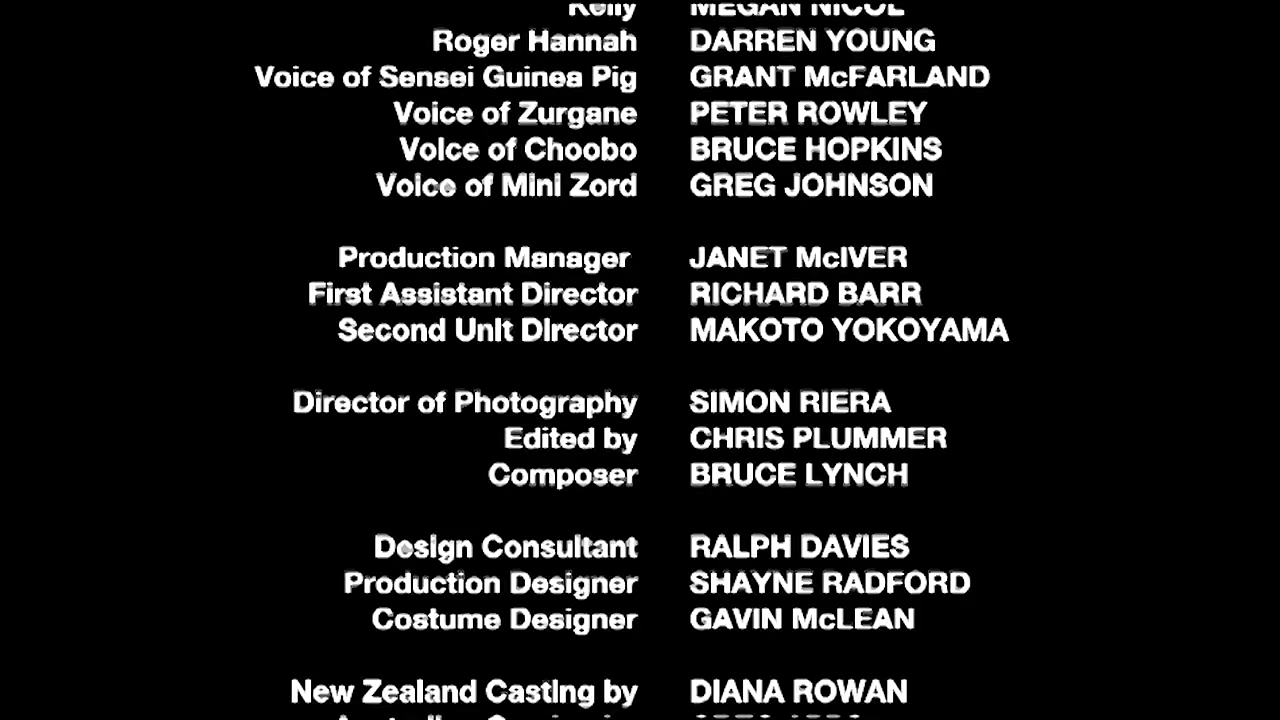 Kelly MEGAN NICOL
Roger Hannah DARREN YOUNG
Voice of Sensei Guinea Pig GRANT McFARLAND
Voice of Zurgane PETER ROWLEY
Voice of Choobo BRUCE HOPKINS
Voice of Mini Zord GREG JOHNSON
Production Manager JANET McIVER
First Assistant Director RICHARD BARR
Second Unit Director MAKOTO YOKOYAMA
Director of Photography SIMON RIERA
Edited by CHRIS PLUMMER
Composer BRUCE LYNCH
Design Consultant RALPH DAVIES
Production Designer SHAYNE RADFORD
Costume Designer GAVIN McLEAN
New Zealand Casting by DIANA ROWAN